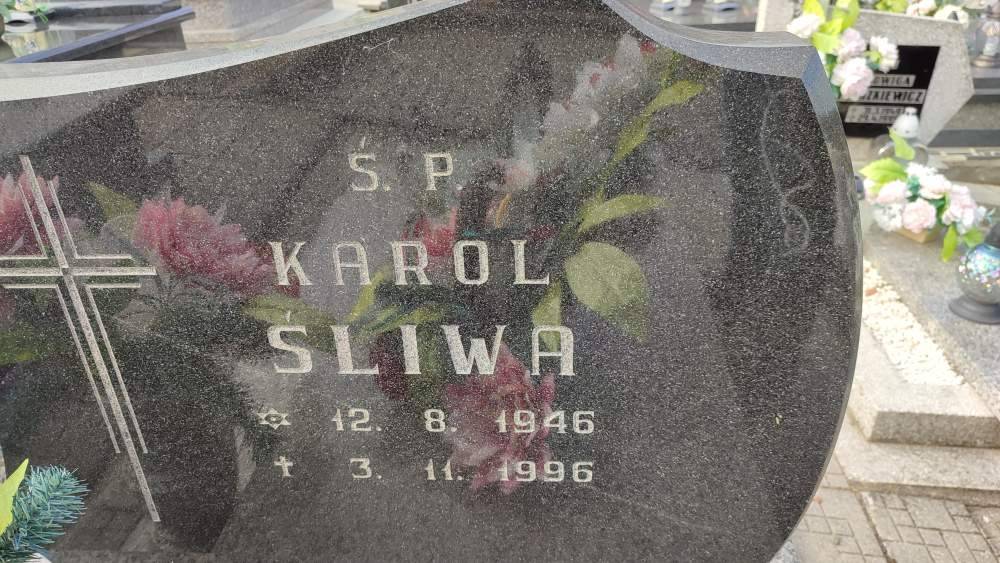 Ś. P.
KAROL
ŚLIWA
✡ 12. 8. 1946
✝ 3. 11. 1996